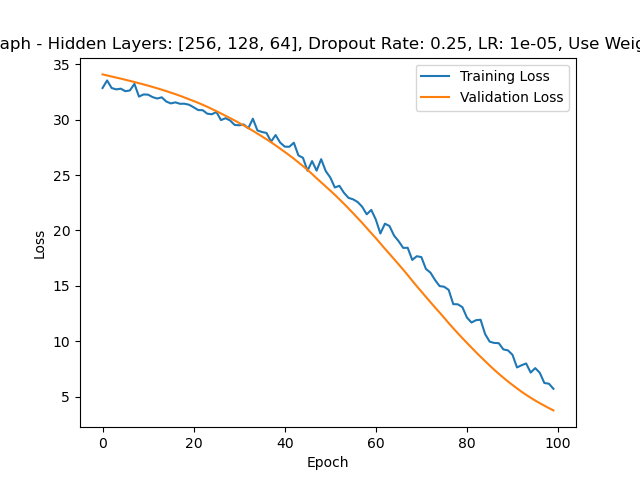 aph - Hidden Layers: [256, 128, 64], Dropout Rate: 0.25, LR: 1e-05, Use Weig
35
Training Loss
Validation Loss
30
25
20
Loss
15
10
5
0 20 40 60 80 100
Epoch